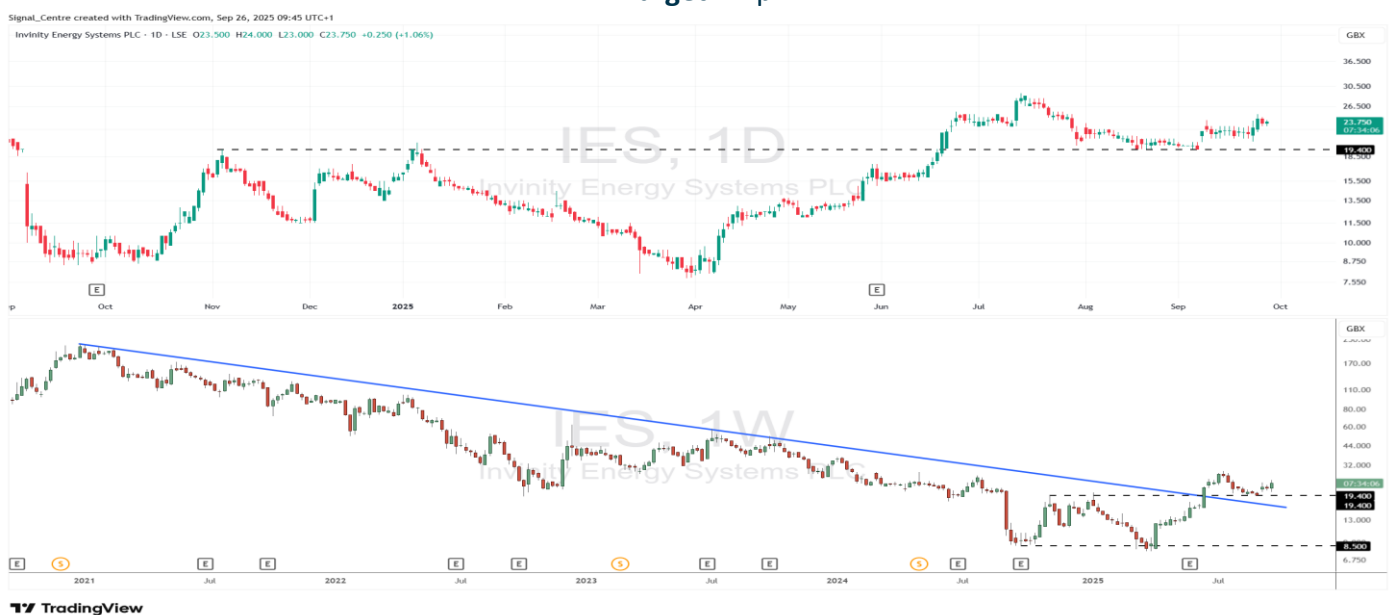 Signal_Centre created with TradingView.com, Sep 26, 2025 09:45 UTC+1
Invinity Energy Systems PLC · 1D · LSE O23.500 H24.000 L23.000 C23.750 +0.250 (+1.06%)
GBX
36.500
30.500
26.500
23.750
07:34:06
19.400
18.500
15.500
13.500
11.500
10.000
8.750
7.550
IES, 1D
Invinity Energy Systems PLC
E
E
Oct
Nov
Dec
2025
Feb
Mar
Apr
May
Jun
Jul
Aug
Sep
Oct
GBX
170.00
110.00
80.00
60.00
44.000
32.000
07:34:06
19.400
19.400
13.000
8.500
6.750
IES, 1W
Invinity Energy Systems PLC
E
S
E
E
E
E
S
E
E
S
E
E
E
2021
Jul
2022
Jul
2023
Jul
2024
Jul
2025
Jul
TradingView